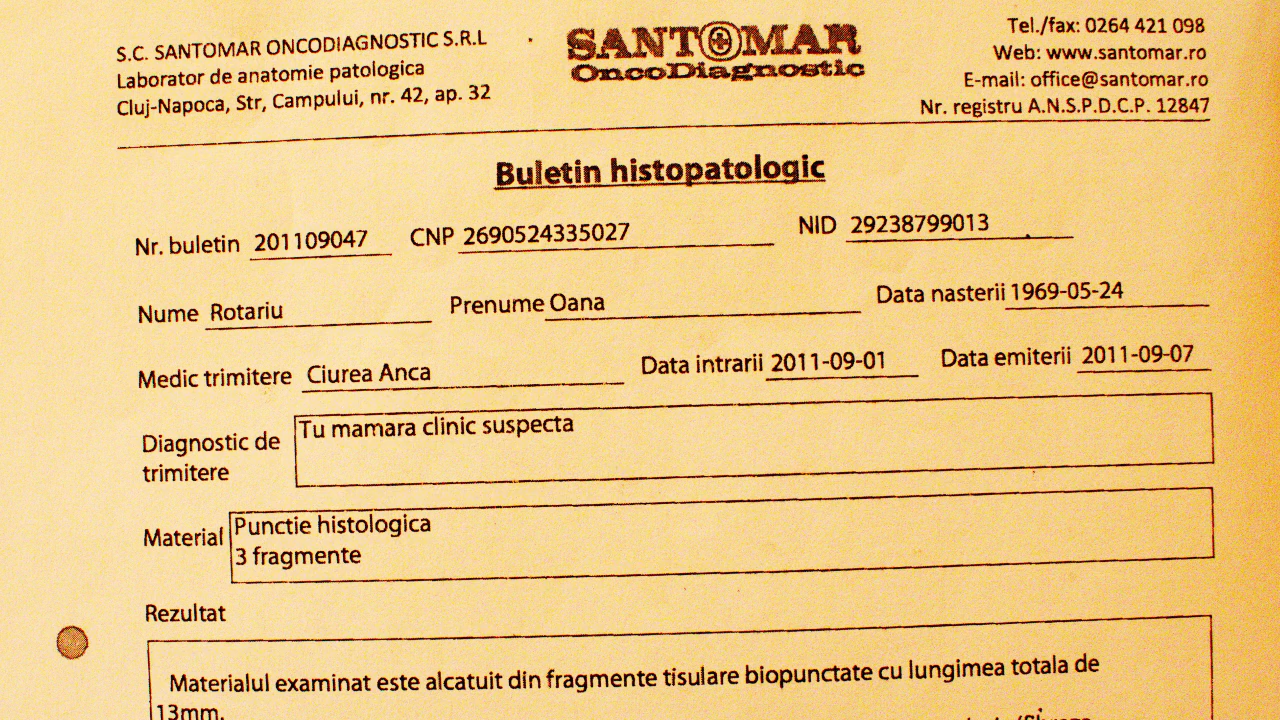 S.C. SANTOMAR ONCODIAGNOSTIC S.R.L
Laborator de anatomie patologica
Cluj-Napoca, Str, Campului, nr. 42, ap. 32
SANTOMAR
OncoDiagnostic
Tel./fax: 0264 421 098
Web: www.santomar.ro
E-mail: office@santomar.ro
Nr. registru A.N.S.P.D.C.P. 12847
Buletin histopatologic
Nr. buletin 201109047 CNP 2690524335027 NID 29238799013
Nume Rotariu Prenume Oana Data nasterii 1969-05-24
Medic trimitere Ciurea Anca Data intrarii 2011-09-01 Data emiterii 2011-09-07
Diagnostic de
trimitere
Tu mamara clinic suspecta
Material
Punctie histologica
3 fragmente
Rezultat
Materialul examinat este alcatuit din fragmente tisulare biopunctate cu lungimea totala de
13mm.